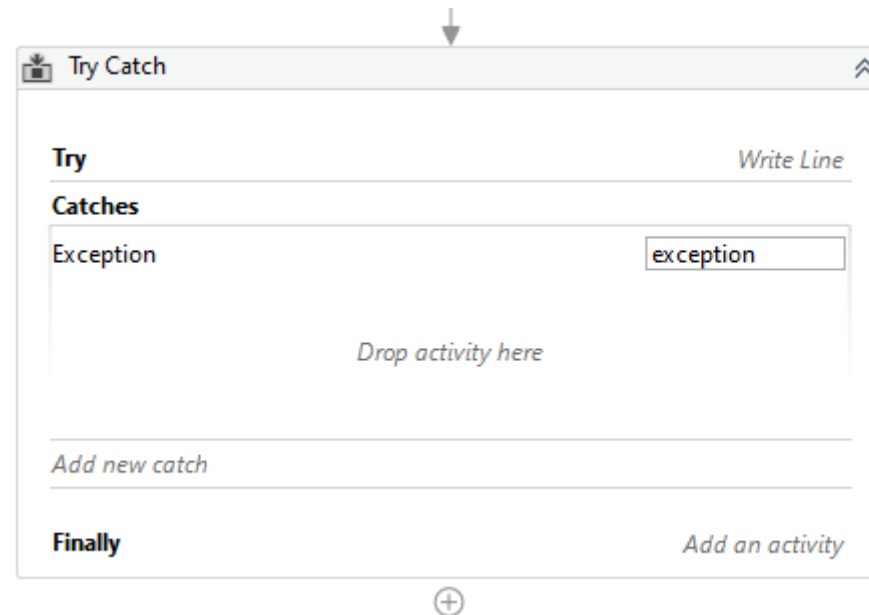 Try Catch
Try Write Line
Catches
Exception exception
Drop activity here
Add new catch
Finally Add an activity